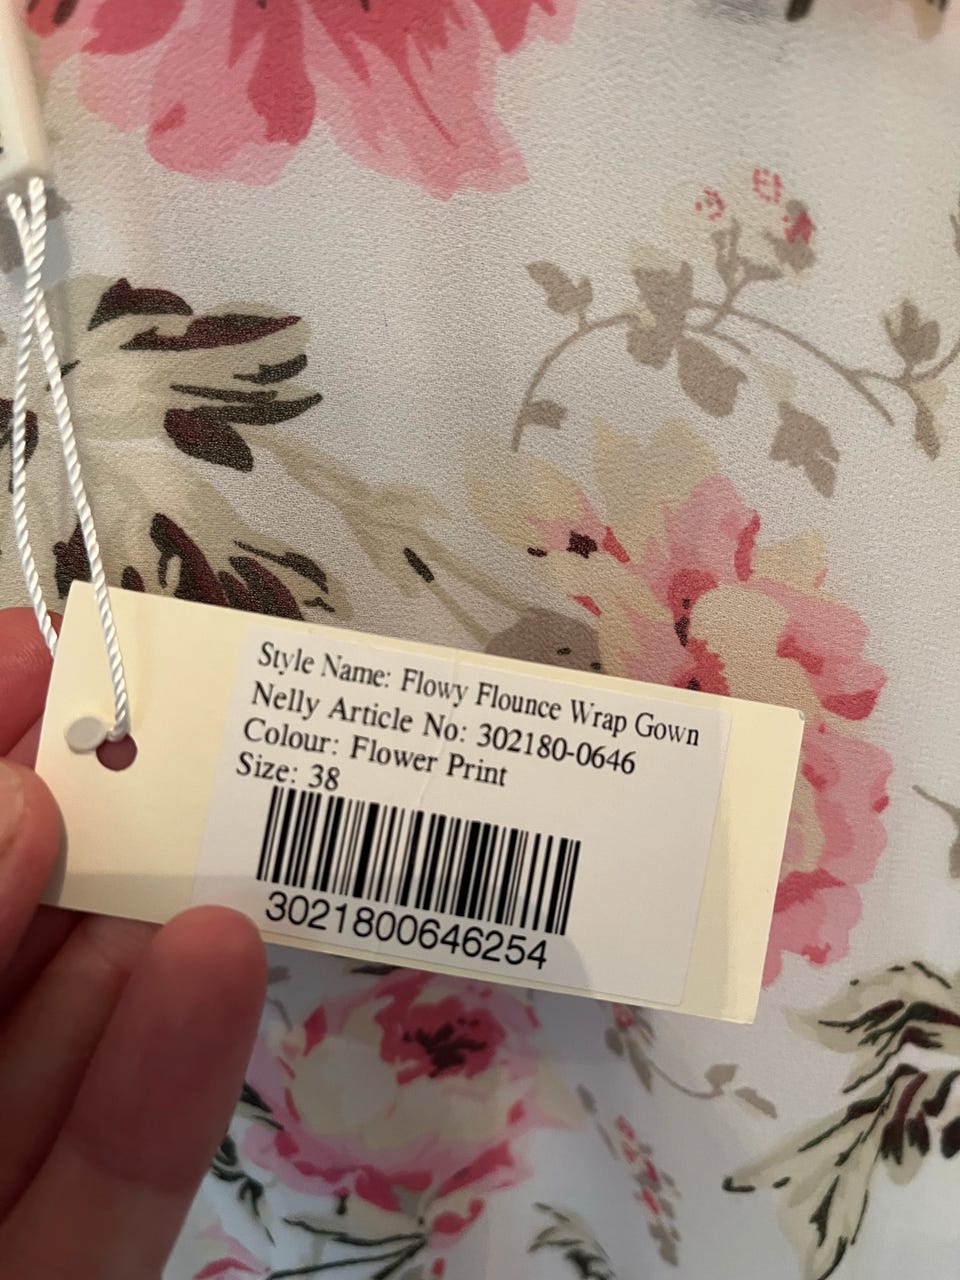 Style Name: Flowy Flounce Wrap Gown
Nelly Article No: 302180-0646
Colour: Flower Print
Size: 38
3021800646254